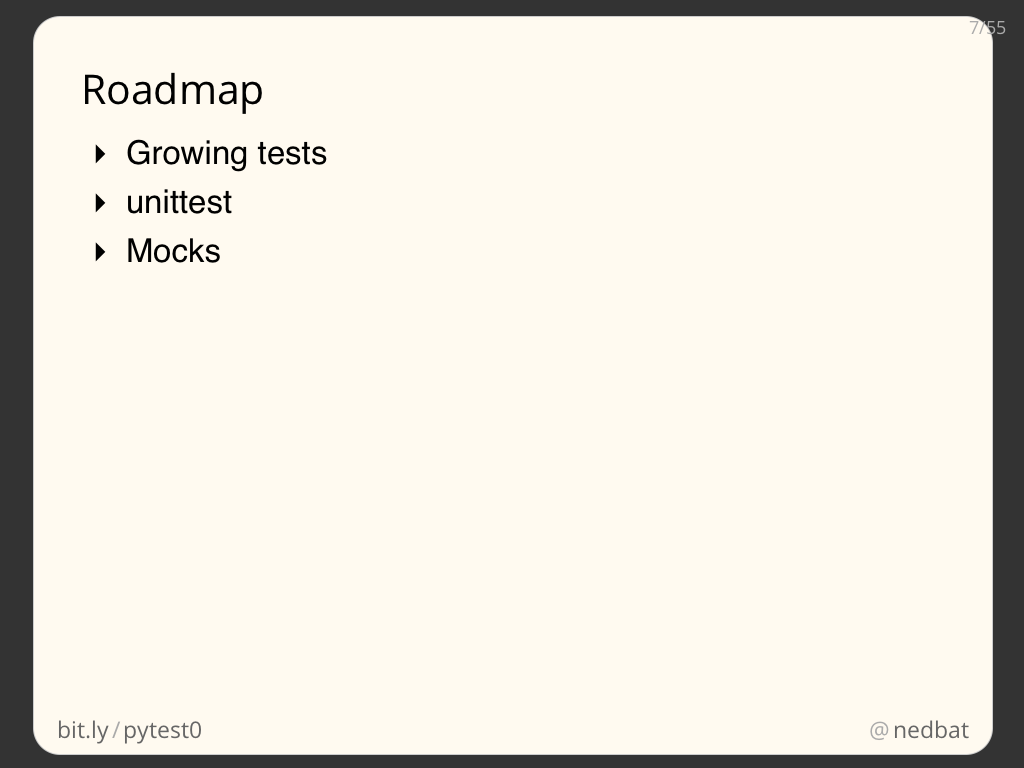 7/55
Roadmap
Growing tests
unittest
Mocks
bit.ly/pytest0
@nedbat